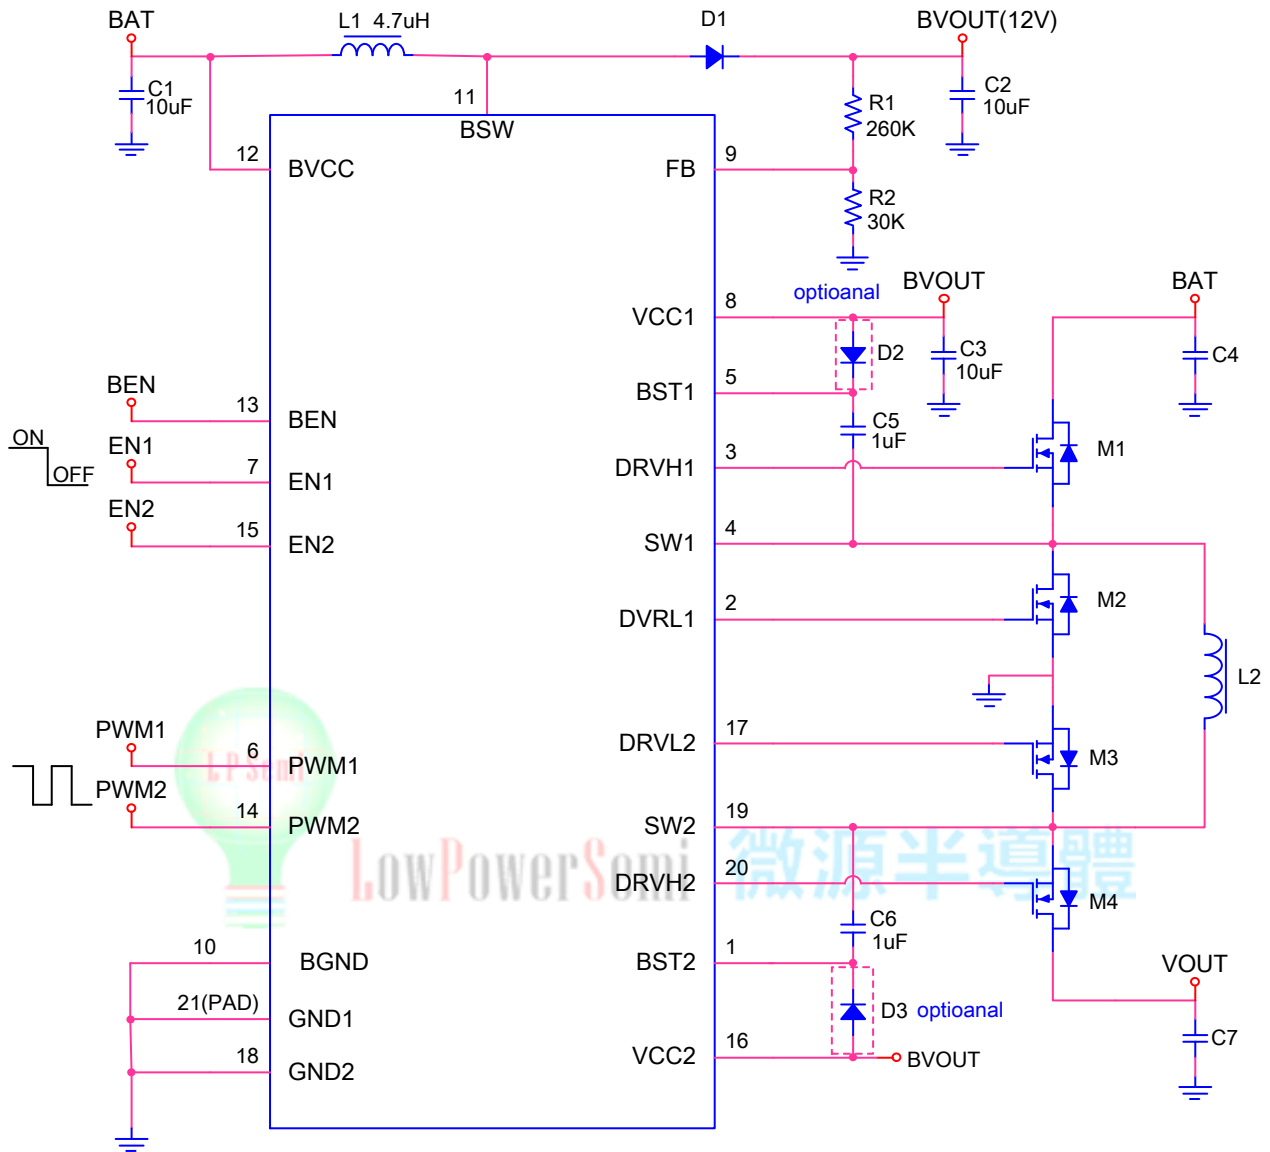 BAT
L1 4.7uH
D1
BVOUT(12V)
C1
10uF
C2
10uF
11
BSW
R1
260K
12
BVCC
FB
9
R2
30K
optioanal
BVOUT
BAT
VCC1
8
D2
C3
10uF
C4
BST1
5
C5
1uF
BEN
13
BEN
ON
OFF
EN1
7
EN1
DRVH1
3
M1
EN2
15
EN2
SW1
4
DVRL1
2
M2
L2
PWM1
6
PWM1
DRVL2
17
M3
L P Semi
PWM2
14
PWM2
SW2
19
LowPowerSemi 微源半導體
DRVH2
20
M4
C6
1uF
10
BGND
BST2
1
VOUT
21(PAD)
GND1
D3 optioanal
C7
18
GND2
VCC2
16
BVOUT